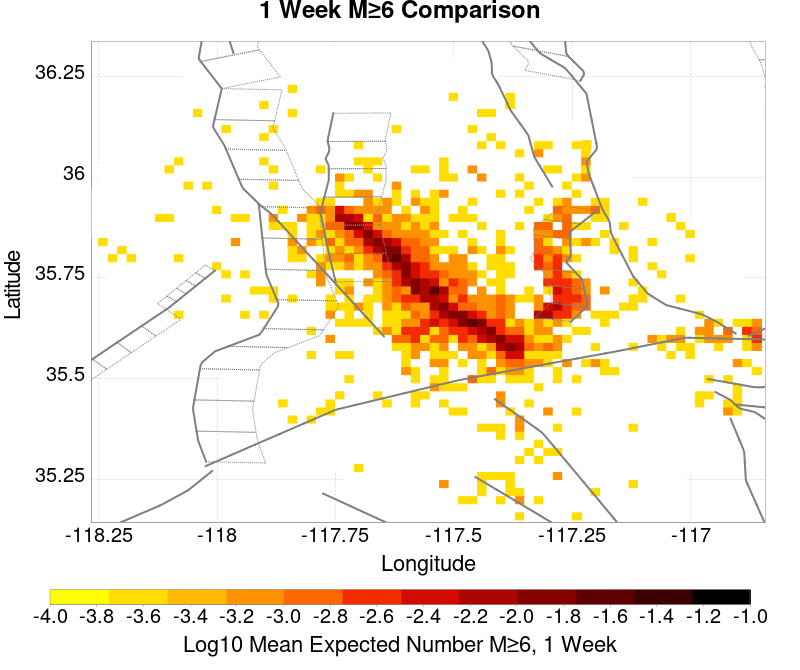 1 Week M≥6 Comparison
36.25
36
35.75
35.5
35.25
Latitude
-118.25 -118 -117.75 -117.5 -117.25 -117
Longitude
-4.0 -3.8 -3.6 -3.4 -3.2 -3.0 -2.8 -2.6 -2.4 -2.2 -2.0 -1.8 -1.6 -1.4 -1.2 -1.0
Log10 Mean Expected Number M≥6, 1 Week